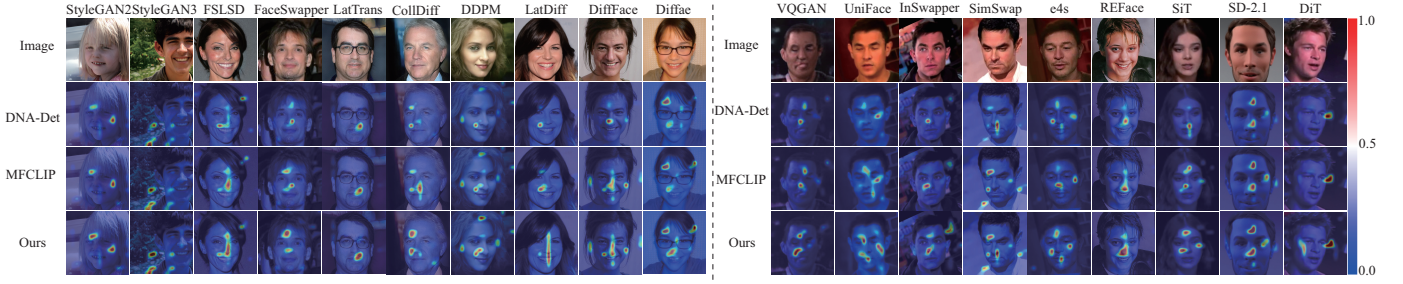 StyleGAN2 StyleGAN3 FSLSD FaceSwapper LatTrans CollDiff DDPM LatDiff DiffFace Diffae
Image
DNA-Det
MFCLIP
Ours
VQGAN UniFace InSwapper SimSwap e4s REFace SiT SD-2.1 DiT
Image
DNA-Det
MFCLIP
Ours
1.0
0.5
0.0